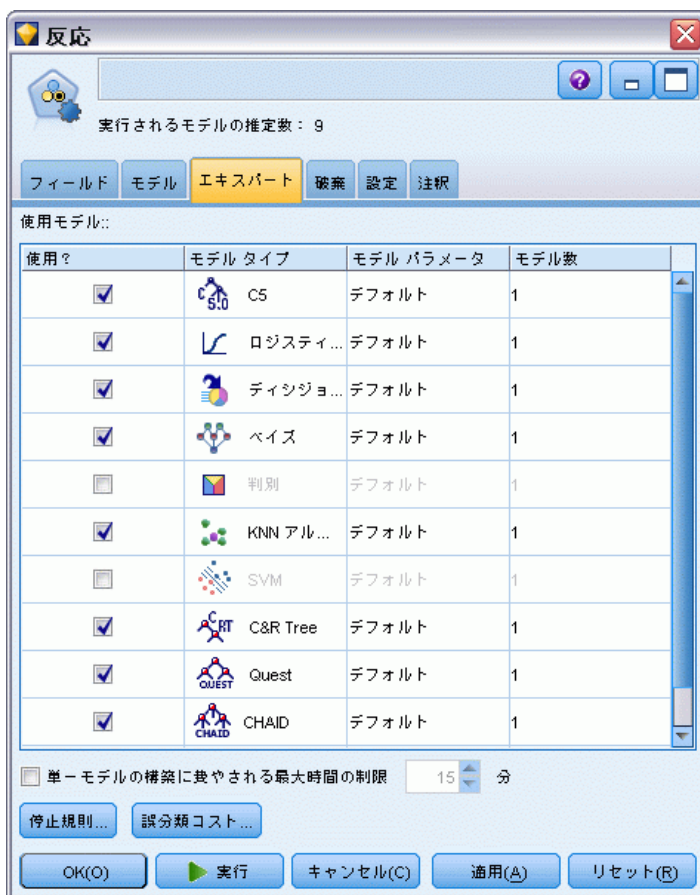 反応
実行されるモデルの推定数： 9
フィールド モデル エキスパート 破棄 設定 注釈
使用モデル::
使用？ モデル タイプ モデル パラメータ モデル数
C 5.0 C5 デフォルト 1
ロジスティ... デフォルト 1
ディシジョ... デフォルト 1
ベイズ デフォルト 1
判別 デフォルト 1
KNN アル... デフォルト 1
SVM デフォルト 1
C&RT C&R Tree デフォルト 1
QUEST Quest デフォルト 1
CHAID CHAID デフォルト 1
単一モデルの構築に費やされる最大時間の制限 15 分
停止規則... 誤分類コスト...
OK(O) 実行 キャンセル(C) 適用(A) リセット(R)